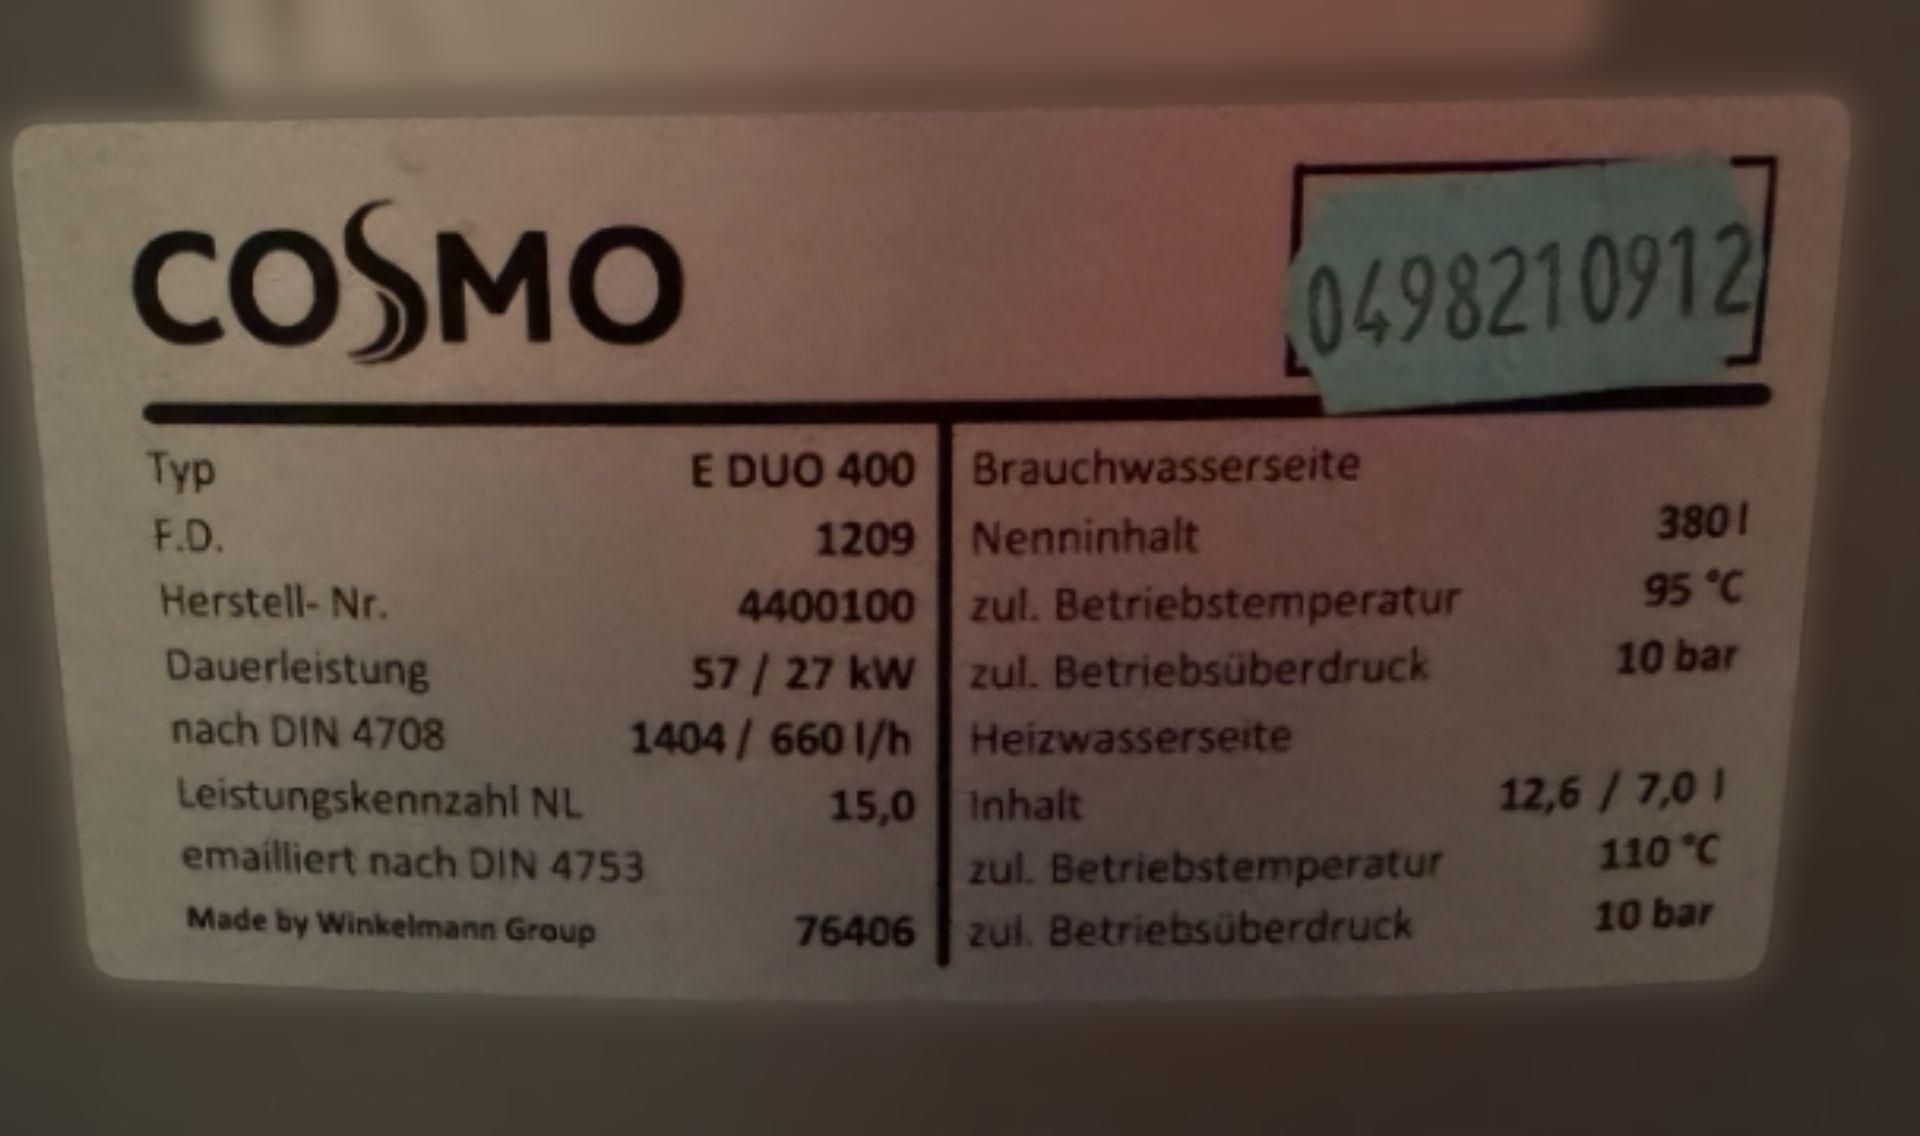 COSMO
0498210912
Typ E DUO 400
F.D. 1209
Herstell- Nr. 4400100
Dauerleistung 57 / 27 kW
nach DIN 4708 1404 / 660 l/h
Leistungskennzahl NL 15,0
emailliert nach DIN 4753
Made by Winkelmann Group 76406
Brauchwasserseite
Nenninhalt 380 l
zul. Betriebstemperatur 95 °C
zul. Betriebsüberdruck 10 bar
Heizwasserseite
Inhalt 12,6 / 7,0 l
zul. Betriebstemperatur 110 °C
zul. Betriebsüberdruck 10 bar